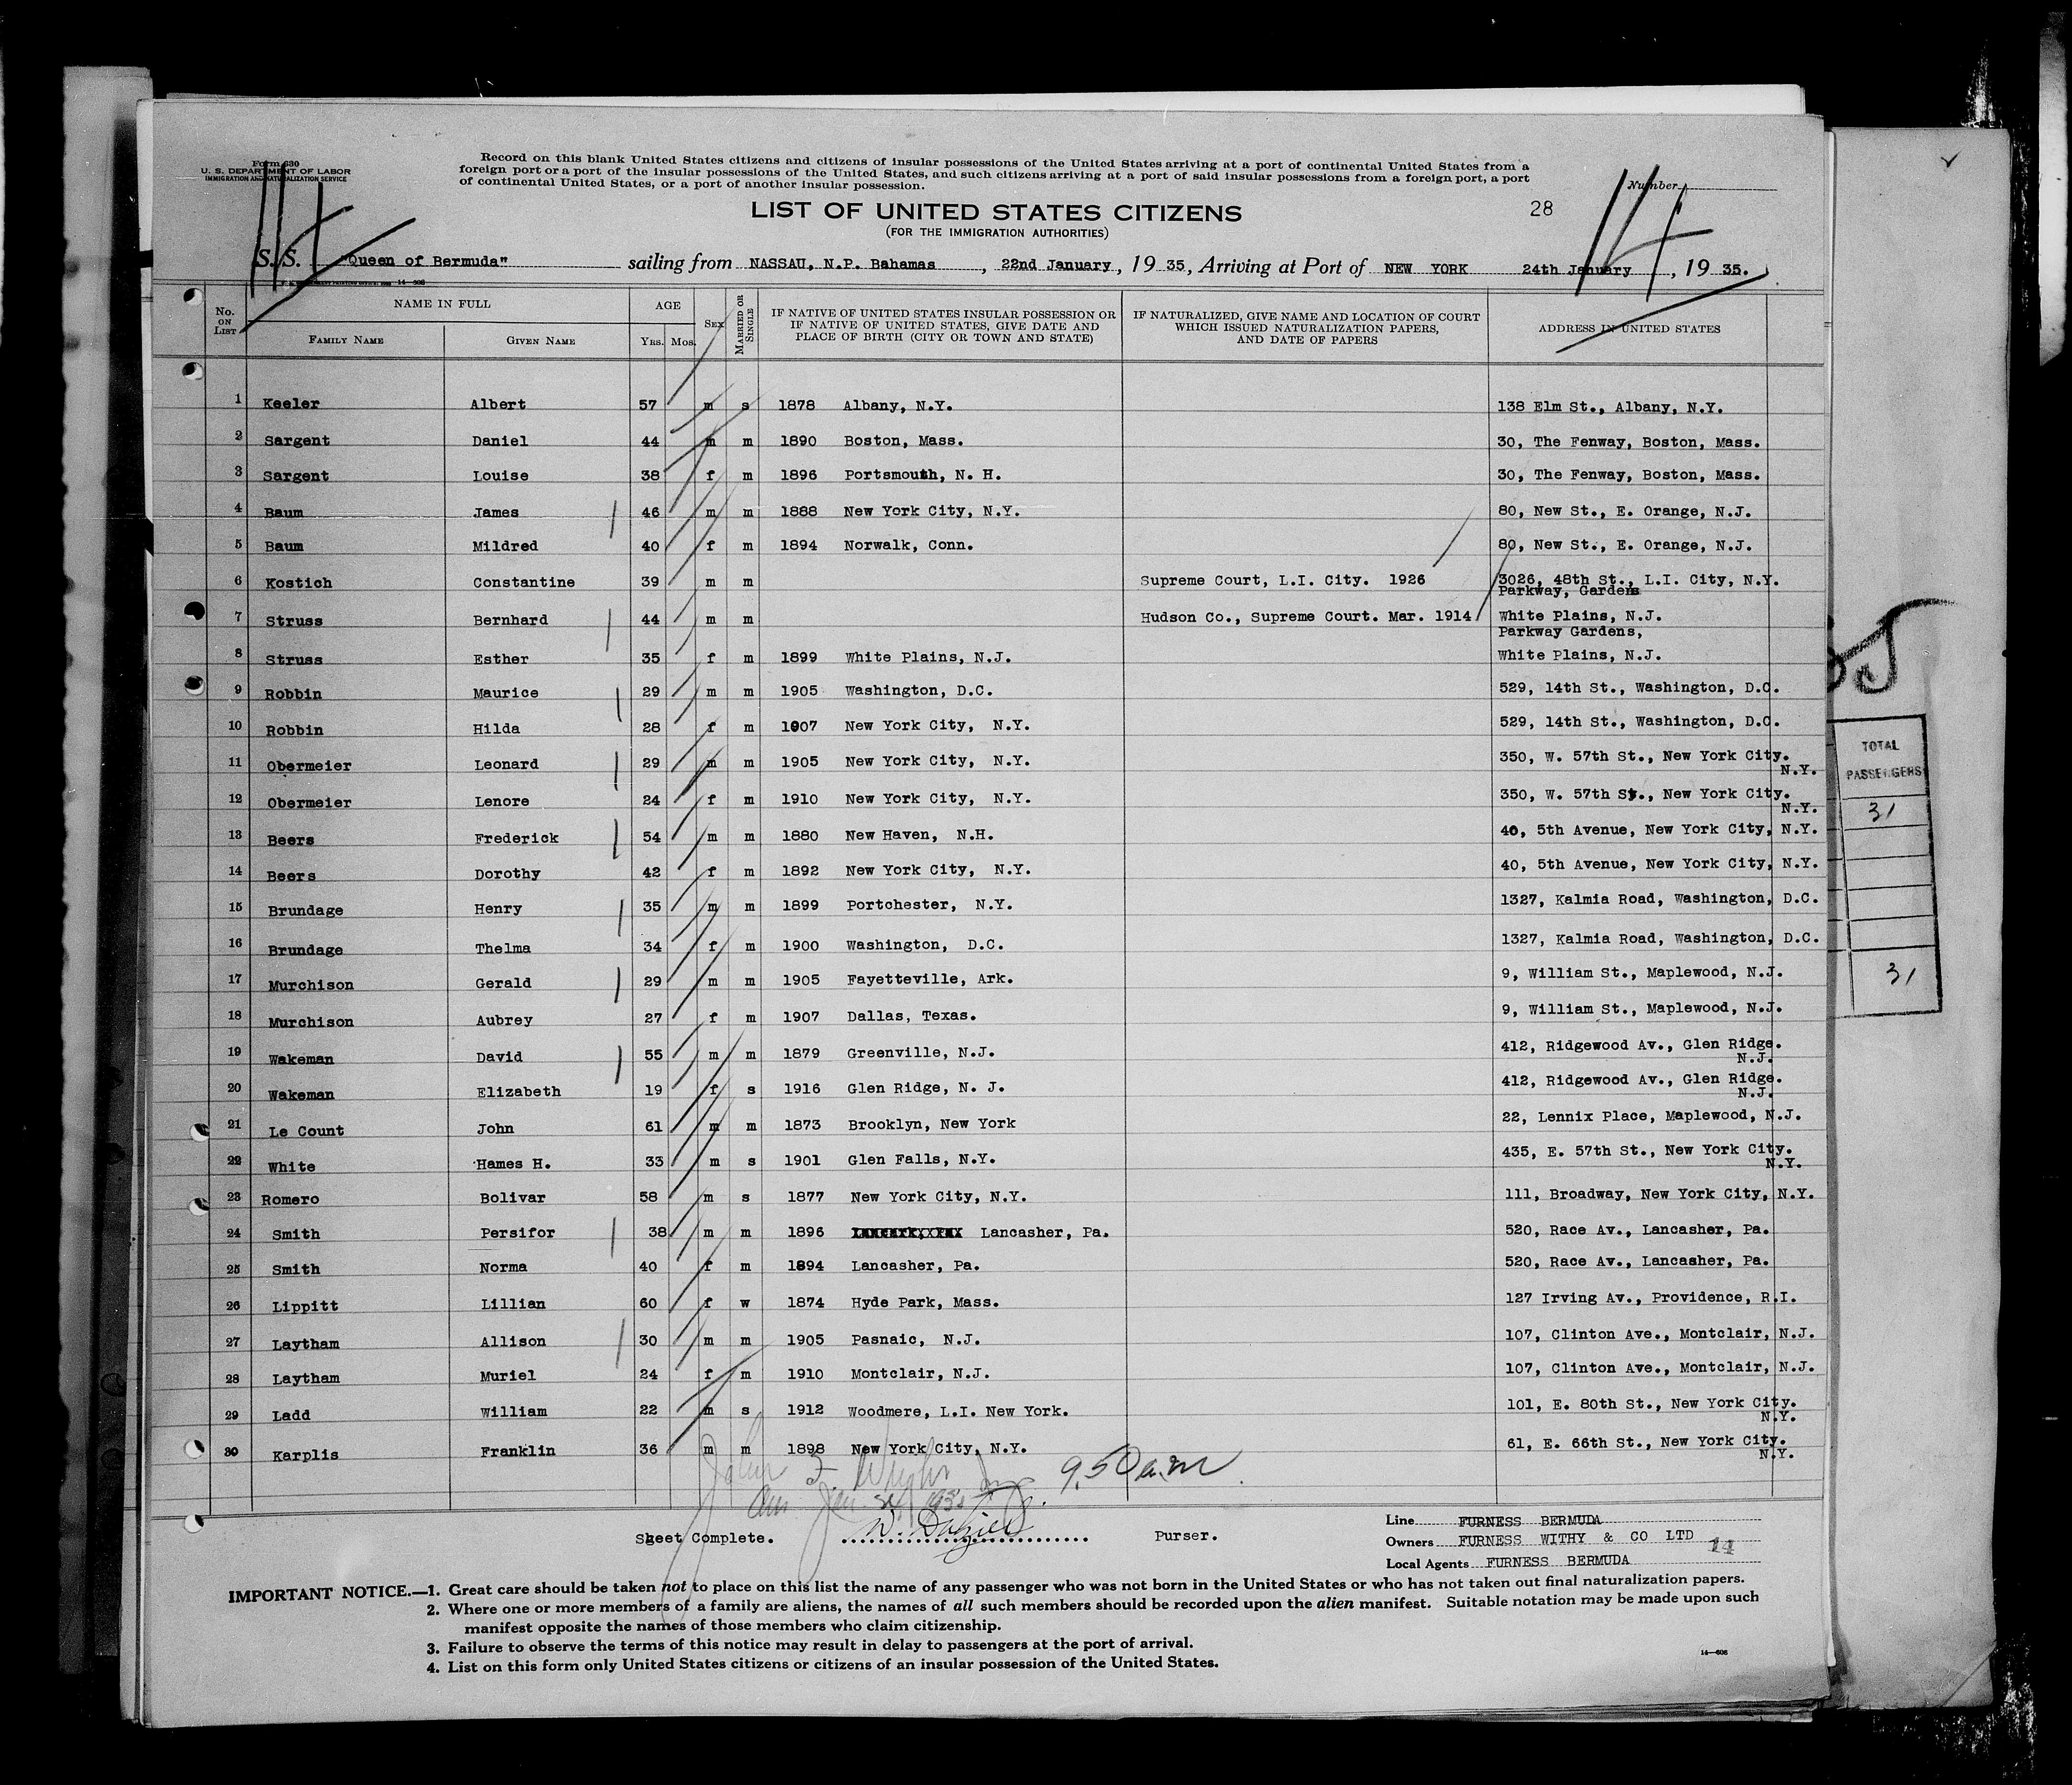 Form 630
U. S. DEPARTMENT OF LABOR
IMMIGRATION AND NATURALIZATION SERVICE
Record on this blank United States citizens and citizens of insular possessions of the United States arriving at a port of continental United States from a
foreign port or a port of the insular possessions of the United States, and such citizens arriving at a port of said insular possessions from a foreign port, a port
of continental United States, or a port of another insular possession.
Number
LIST OF UNITED STATES CITIZENS
28
(FOR THE IMMIGRATION AUTHORITIES)
14
14
S. S. "Queen of Bermuda" sailing from NASSAU, N.P. Bahamas, 22nd January, 1935, Arriving at Port of NEW YORK 24th January, 1935.
No. ON LIST NAME IN FULL FAMILY NAME GIVEN NAME AGE YRS. MOS. SEX MARRIED OR SINGLE IF NATIVE OF UNITED STATES INSULAR POSSESSION OR IF NATIVE OF UNITED STATES, GIVE DATE AND PLACE OF BIRTH (CITY OR TOWN AND STATE) IF NATURALIZED, GIVE NAME AND LOCATION OF COURT WHICH ISSUED NATURALIZATION PAPERS, AND DATE OF PAPERS ADDRESS IN UNITED STATES
1 Keeler Albert 57 m s 1878 Albany, N.Y. 138 Elm St., Albany, N.Y.
2 Sargent Daniel 44 m m 1890 Boston, Mass. 30, The Fenway, Boston, Mass.
3 Sargent Louise 38 f m 1896 Portsmouth, N. H. 30, The Fenway, Boston, Mass.
4 Baum James 46 m m 1888 New York City, N.Y. 80, New St., E. Orange, N.J.
5 Baum Mildred 40 f m 1894 Norwalk, Conn. 80, New St., E. Orange, N.J.
6 Kostich Constantine 39 m m Supreme Court, L.I. City. 1926 3026, 48th St., L.I. City, N.Y.
Parkway, Gardens
7 Struss Bernhard 44 m m Hudson Co., Supreme Court. Mar. 1914 White Plains, N.J.
Parkway Gardens,
8 Struss Esther 35 f m 1899 White Plains, N.J. White Plains, N.J.
9 Robbin Maurice 29 m m 1905 Washington, D.C. 529, 14th St., Washington, D.C.
10 Robbin Hilda 28 f m 1907 New York City, N.Y. 529, 14th St., Washington, D.C.
11 Obermeier Leonard 29 m m 1905 New York City, N.Y. 350, W. 57th St., New York City.
N.Y.
12 Obermeier Lenore 24 f m 1910 New York City, N.Y. 350, W. 57th St., New York City.
N.Y.
13 Beers Frederick 54 m m 1880 New Haven, N.H. 40, 5th Avenue, New York City, N.Y.
14 Beers Dorothy 42 f m 1892 New York City, N.Y. 40, 5th Avenue, New York City, N.Y.
15 Brundage Henry 35 m m 1899 Portchester, N.Y. 1327, Kalmia Road, Washington, D.C.
16 Brundage Thelma 34 f m 1900 Washington, D.C. 1327, Kalmia Road, Washington, D.C.
17 Murchison Gerald 29 m m 1905 Fayetteville, Ark. 9, William St., Maplewood, N.J.
18 Murchison Aubrey 27 f m 1907 Dallas, Texas. 9, William St., Maplewood, N.J.
19 Wakeman David 55 m m 1879 Greenville, N.J. 412, Ridgewood Av., Glen Ridge.
N.J.
20 Wakeman Elizabeth 19 f s 1916 Glen Ridge, N. J. 412, Ridgewood Av., Glen Ridge.
N.J.
21 Le Count John 61 m m 1873 Brooklyn, New York 22, Lennix Place, Maplewood, N.J.
22 White Hames H. 33 m s 1901 Glen Falls, N.Y. 435, E. 57th St., New York City.
N.Y.
23 Romero Bolivar 58 m s 1877 New York City, N.Y. 111, Broadway, New York City, N.Y.
24 Smith Persifor 38 m m 1896 Lancasher, Pa. 520, Race Av., Lancasher, Pa.
25 Smith Norma 40 f m 1894 Lancasher, Pa. 520, Race Av., Lancasher, Pa.
26 Lippitt Lillian 60 f w 1874 Hyde Park, Mass. 127 Irving Av., Providence, R.I.
27 Laytham Allison 30 m m 1905 Pasnaic, N.J. 107, Clinton Ave., Montclair, N.J.
28 Laytham Muriel 24 f m 1910 Montclair, N.J. 107, Clinton Ave., Montclair, N.J.
29 Ladd William 22 m s 1912 Woodmere, L.I. New York. 101, E. 80th St., New York City.
N.Y.
30 Karplis Franklin 36 m m 1898 New York City, N.Y. 61, E. 66th St., New York City.
N.Y.
9.50 a.m
Sheet Complete. Purser.
Line FURNESS BERMUDA
Owners FURNESS WITHY & CO LTD
14
Local Agents FURNESS BERMUDA
IMPORTANT NOTICE.—1. Great care should be taken not to place on this list the name of any passenger who was not born in the United States or who has not taken out final naturalization papers.
2. Where one or more members of a family are aliens, the names of all such members should be recorded upon the alien manifest. Suitable notation may be made upon such
manifest opposite the names of those members who claim citizenship.
3. Failure to observe the terms of this notice may result in delay to passengers at the port of arrival.
4. List on this form only United States citizens or citizens of an insular possession of the United States.
14—608
TOTAL
PASSENGERS
31
31